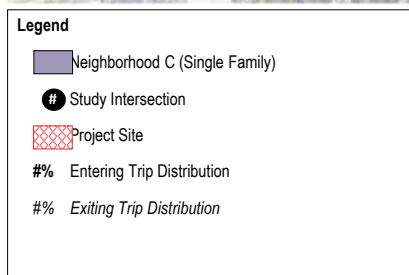 Legend
Neighborhood C (Single Family)
# Study Intersection
Project Site
#% Entering Trip Distribution
#% Exiting Trip Distribution